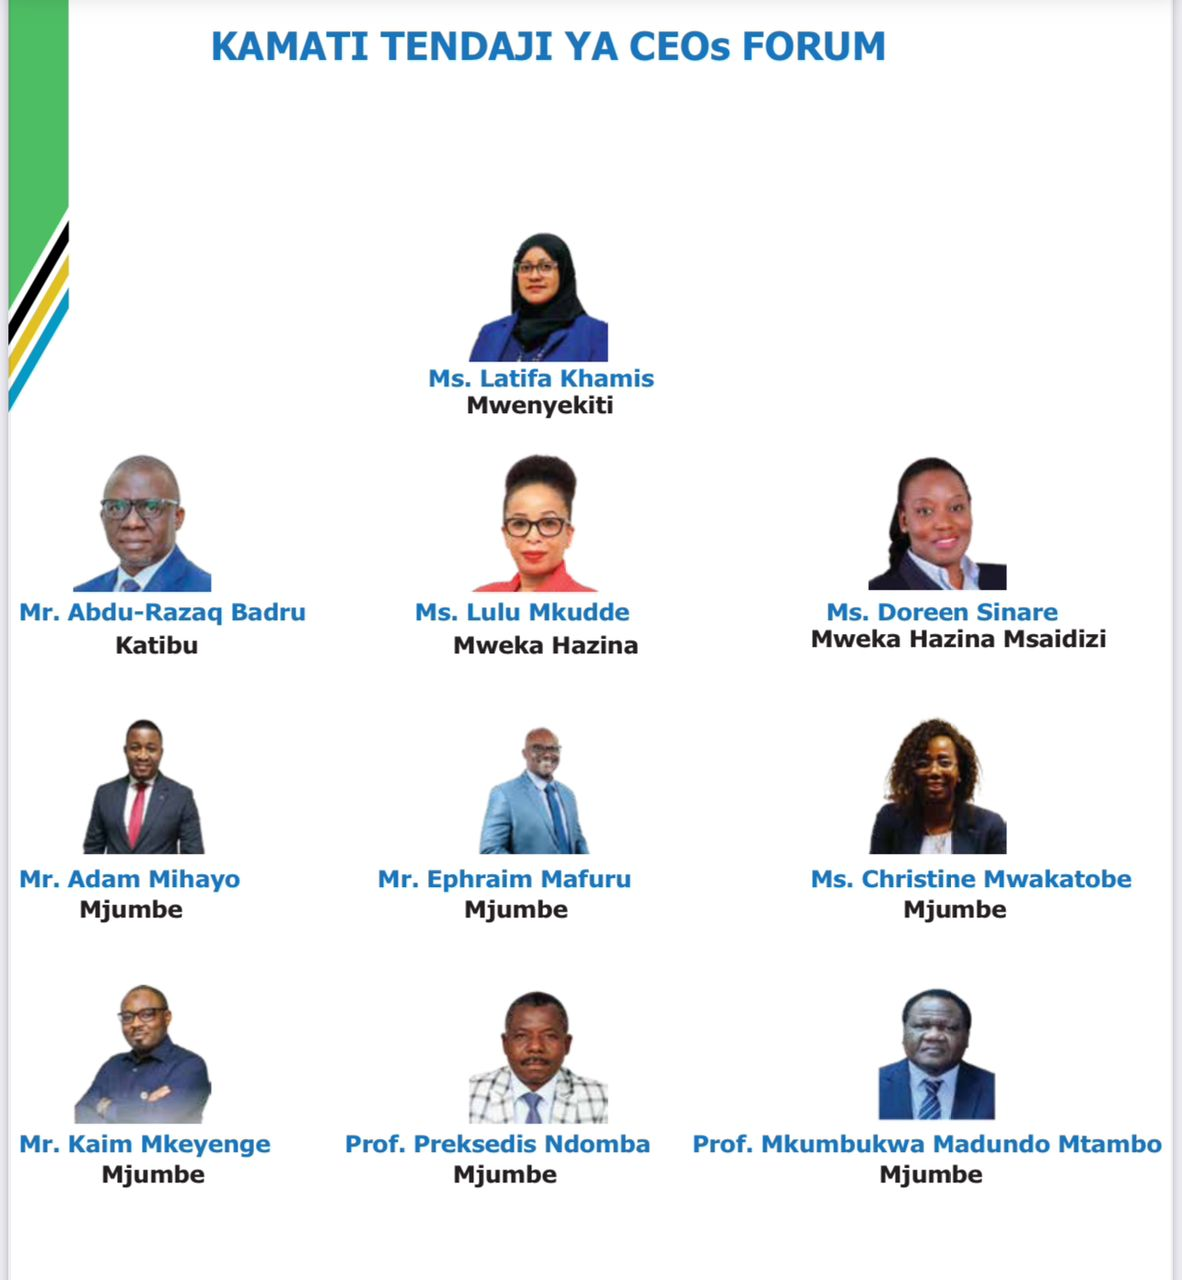 KAMATI TENDAJI YA CEOs FORUM
Ms. Latifa Khamis
Mwenyekiti
Mr. Abdu-Razaq Badru
Katibu
Ms. Lulu Mkudde
Mweka Hazina
Ms. Doreen Sinare
Mweka Hazina Msaidizi
Mr. Adam Mihayo
Mjumbe
Mr. Ephraim Mafuru
Mjumbe
Ms. Christine Mwakatobe
Mjumbe
Mr. Kaim Mkeyenge
Mjumbe
Prof. Preksedis Ndomba
Mjumbe
Prof. Mkumbukwa Madundo Mtambo
Mjumbe